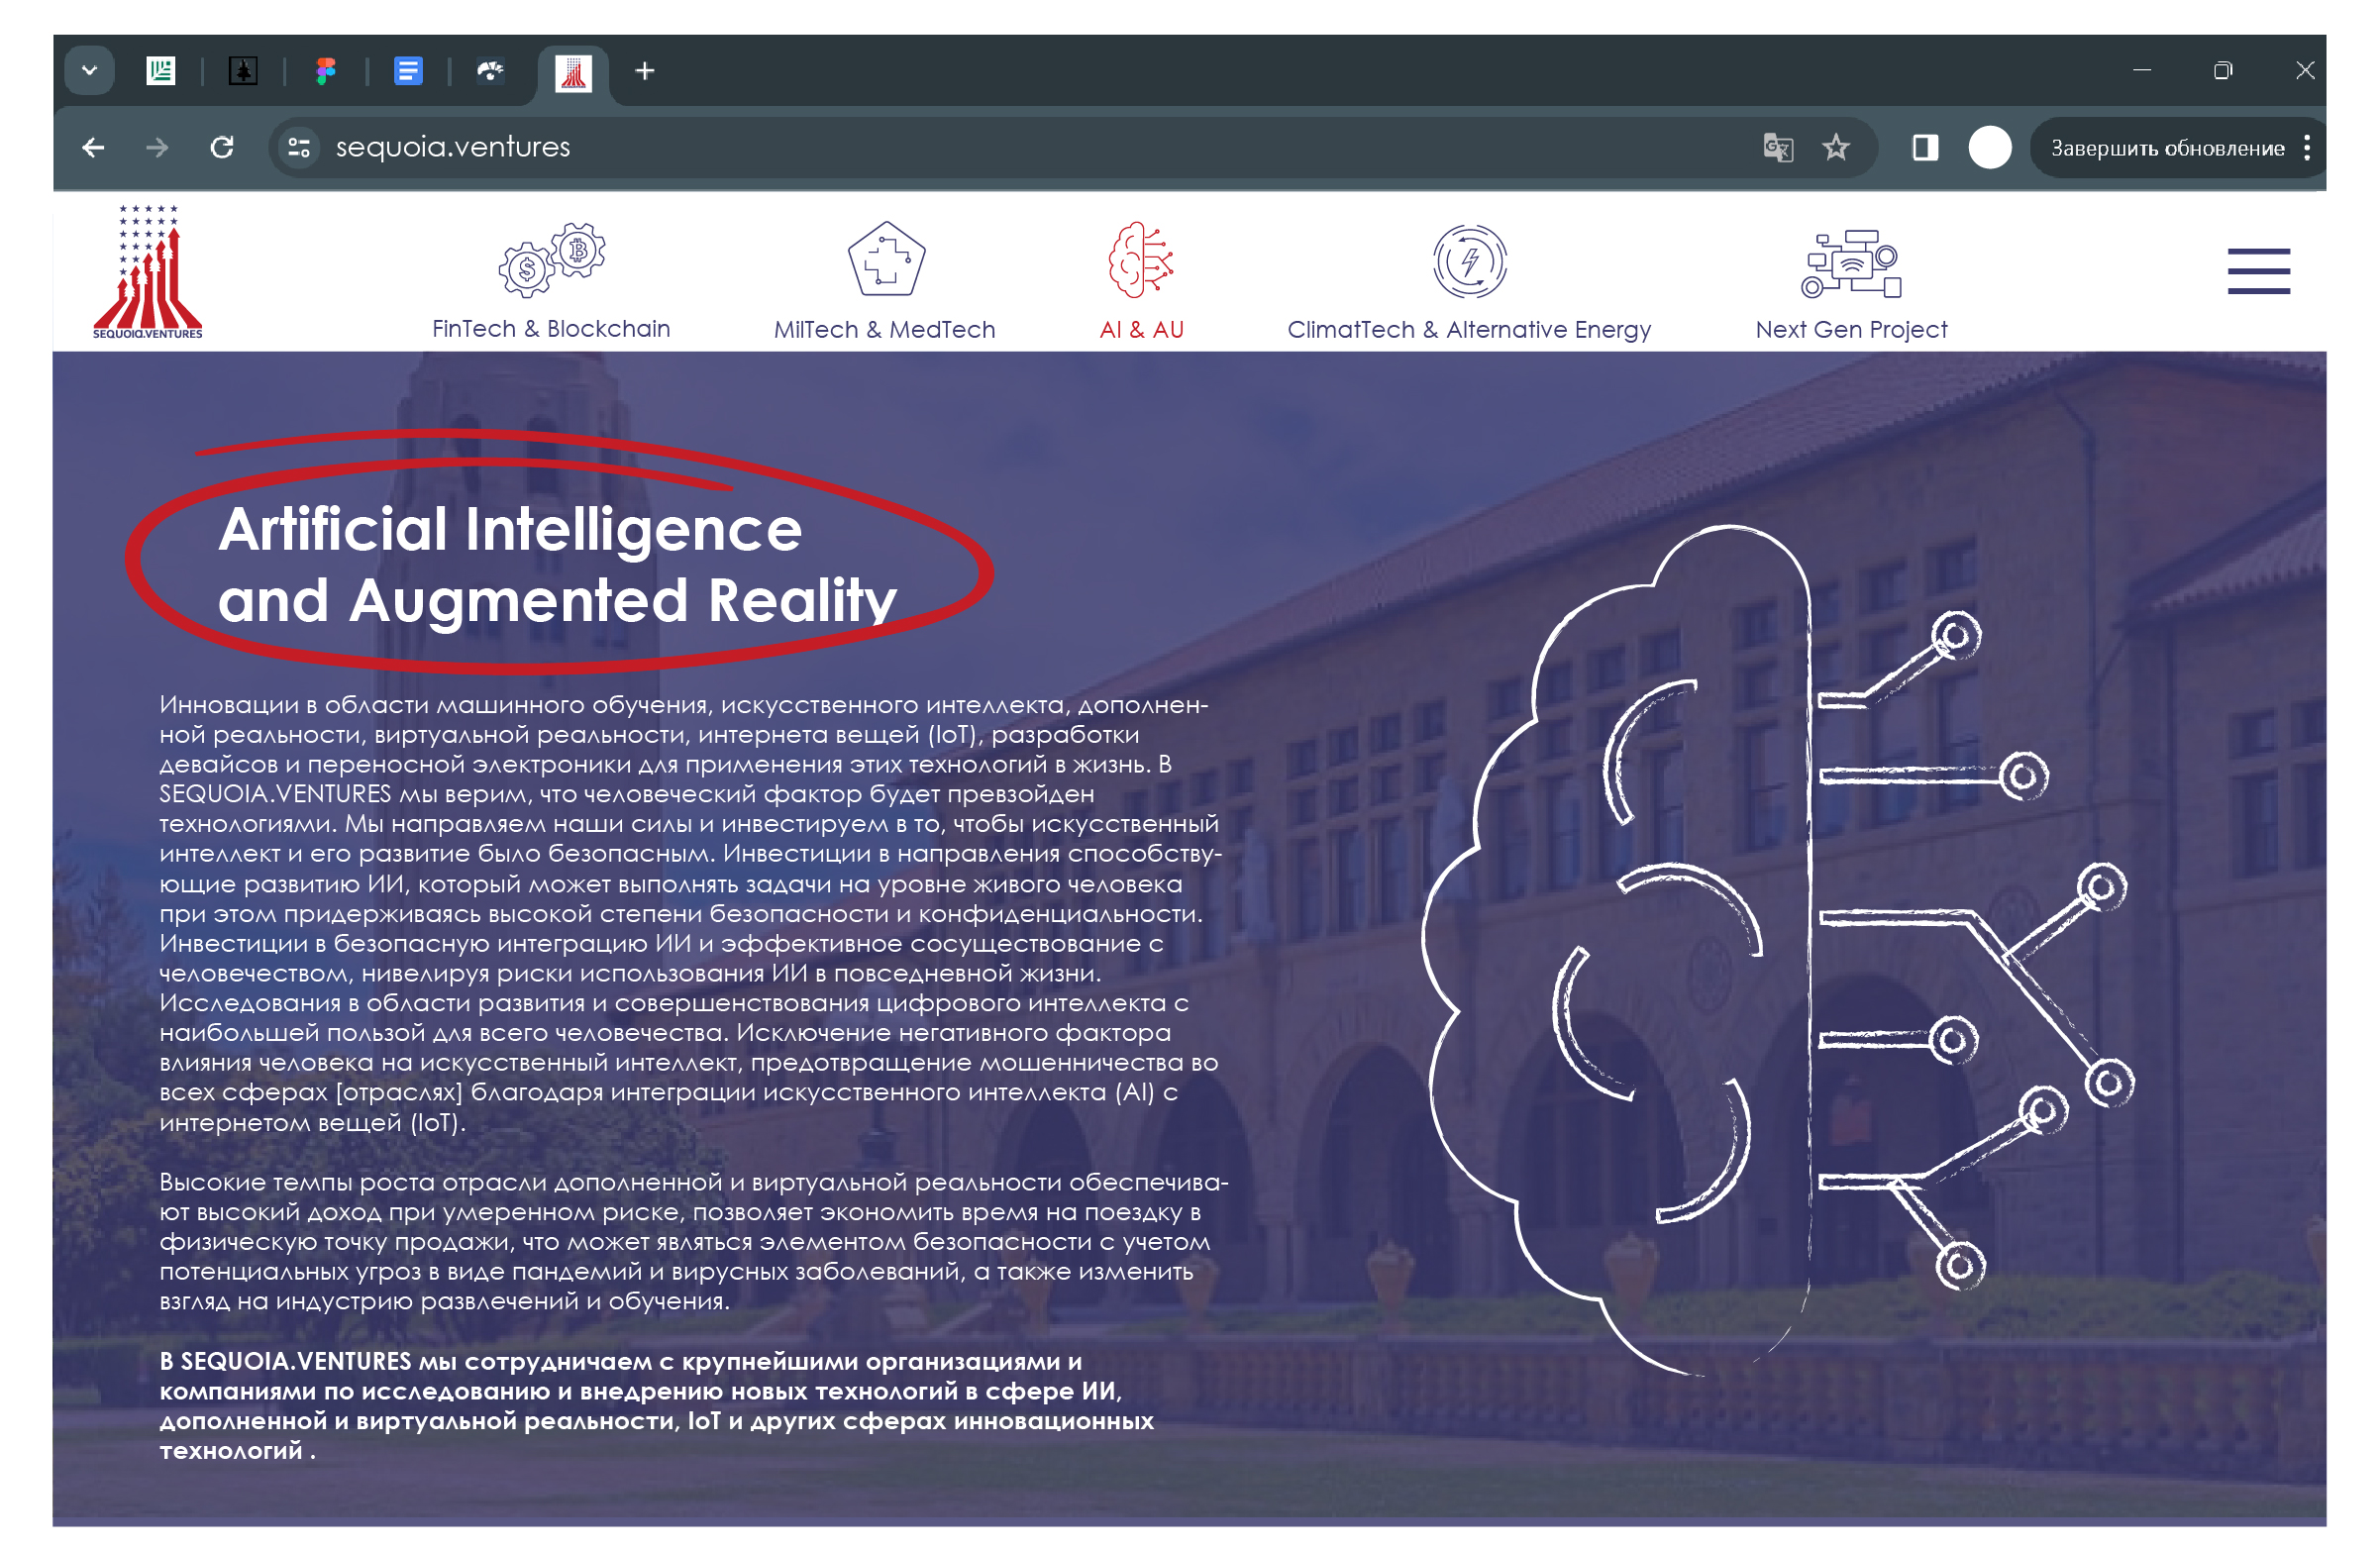 sequoia.ventures
Завершить обновление
SEQUOIA.VENTURES
FinTech & Blockchain
MilTech & MedTech
AI & AU
ClimatTech & Alternative Energy
Next Gen Project
Artificial Intelligence
and Augmented Reality
Инновации в области машинного обучения, искусственного интеллекта, дополнен-
ной реальности, виртуальной реальности, интернета вещей (IoT), разработки
девайсов и переносной электроники для применения этих технологий в жизнь. В
SEQUOIA.VENTURES мы верим, что человеческий фактор будет превзойден
технологиями. Мы направляем наши силы и инвестируем в то, чтобы искусственный
интеллект и его развитие было безопасным. Инвестиции в направления способству-
ющие развитию ИИ, который может выполнять задачи на уровне живого человека
при этом придерживаясь высокой степени безопасности и конфиденциальности.
Инвестиции в безопасную интеграцию ИИ и эффективное сосуществование с
человечеством, нивелируя риски использования ИИ в повседневной жизни.
Исследования в области развития и совершенствования цифрового интеллекта с
наибольшей пользой для всего человечества. Исключение негативного фактора
влияния человека на искусственный интеллект, предотвращение мошенничества во
всех сферах [отраслях] благодаря интеграции искусственного интеллекта (AI) с
интернетом вещей (IoT).
Высокие темпы роста отрасли дополненной и виртуальной реальности обеспечива-
ют высокий доход при умеренном риске, позволяет экономить время на поездку в
физическую точку продажи, что может являться элементом безопасности с учетом
потенциальных угроз в виде пандемий и вирусных заболеваний, а также изменить
взгляд на индустрию развлечений и обучения.
В SEQUOIA.VENTURES мы сотрудничаем с крупнейшими организациями и
компаниями по исследованию и внедрению новых технологий в сфере ИИ,
дополненной и виртуальной реальности, IoT и других сферах инновационных
технологий .